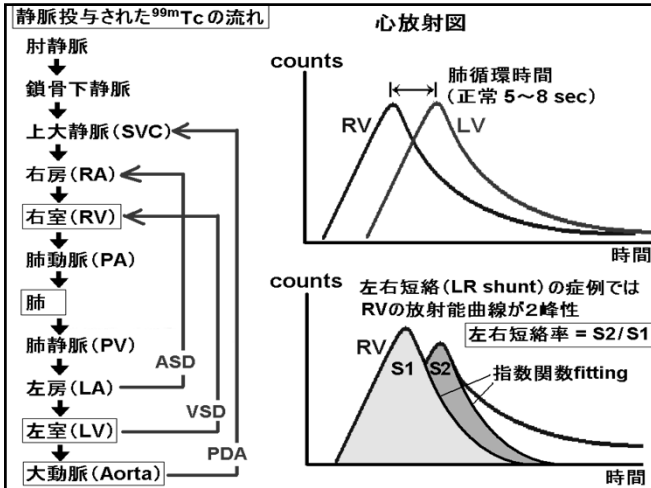 静脈投与された⁹⁹ᵐTcの流れ
肘静脈
鎖骨下静脈
上大静脈(SVC)
右房(RA)
右室(RV)
肺動脈(PA)
肺
肺静脈(PV)
左房(LA)
左室(LV)
大動脈(Aorta)
ASD
VSD
PDA
心放射図
counts
肺循環時間
(正常 5～8 sec)
RV
LV
時間
counts
左右短絡(LR shunt)の症例では
RVの放射能曲線が2峰性
左右短絡率 = S2/S1
RV
S1
S2
指数関数fitting
時間